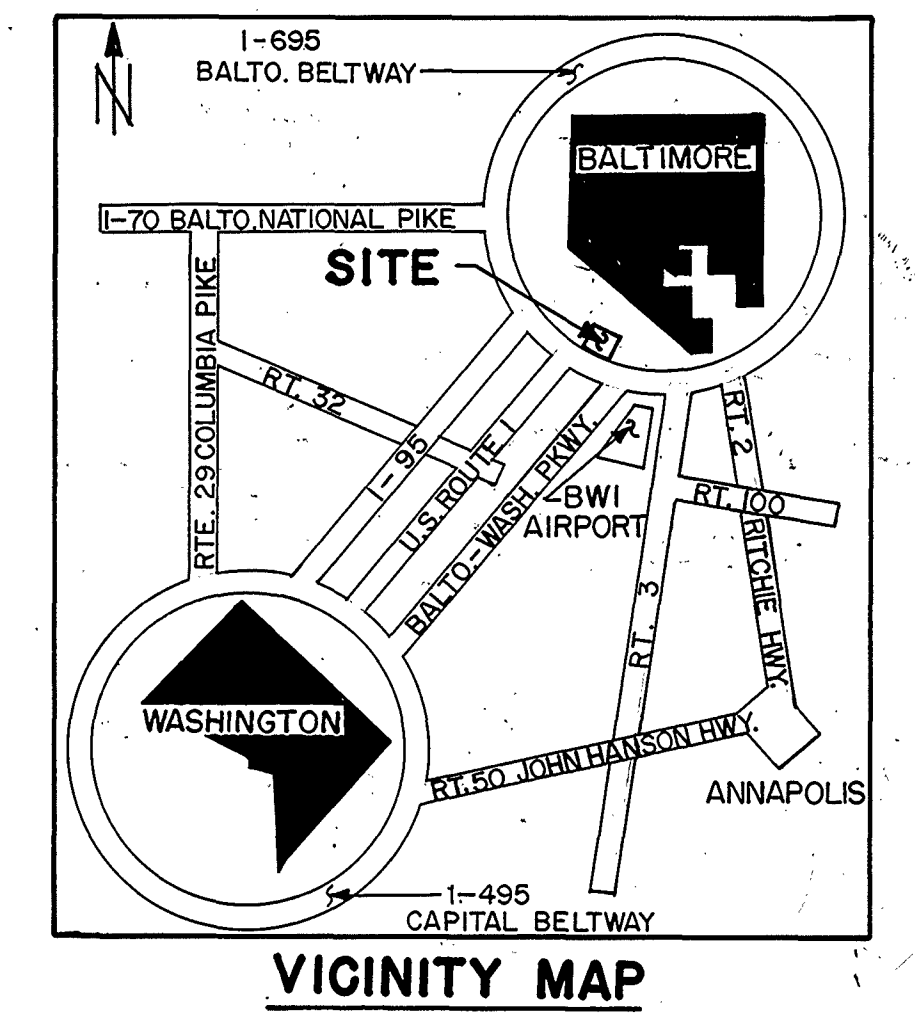 N
I-695
BALTO. BELTWAY
BALTIMORE
I-70 BALTO. NATIONAL PIKE
SITE
RTE. 29 COLUMBIA PIKE
RT. 32
I-95
U.S. ROUTE 1
BALTO.-WASH. PKWY.
BWI
AIRPORT
RT. 2
RITCHIE HWY.
RT. 100
RT. 3
WASHINGTON
RT. 50 JOHN HANSON HWY.
ANNAPOLIS
I-495
CAPITAL BELTWAY
VICINITY MAP